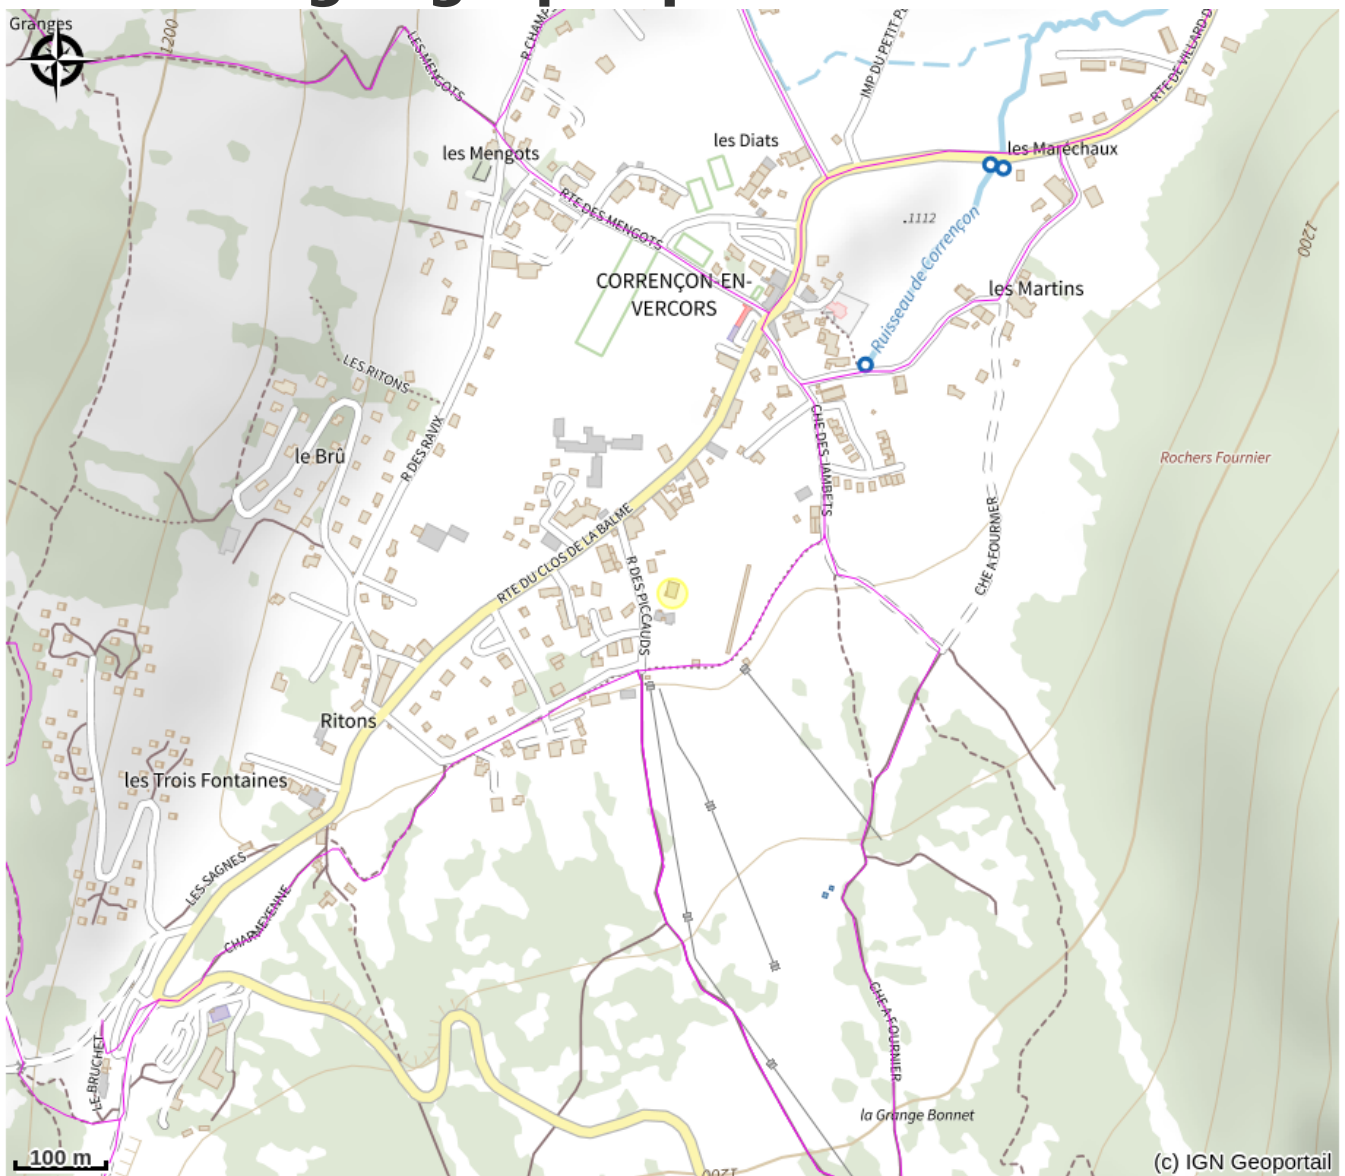 Granges
1200
LES MENGOTS
R CHAMP
IMP DU PETIT P
RTE DE VILLARD D
les Diats
les Mengots
les Maréchaux
RTE DES MENGOTS
.1112
1200
CORRENÇON-EN-
VERCORS
Ruisseau de Corrençon
les Martins
LES RITONS
R DES RAVIX
le Brû
CHE DES JAMBETS
Rochers Fournier
CHE A FOURNIER
RTE DU CLOS DE LA BALME
R DES PICCAUDS
Ritons
les Trois Fontaines
LES SAGNES
CHARMEYENNE
CHE A FOURNIER
LE BRUCHET
la Grange Bonnet
100 m
1200
(c) IGN Geoportail